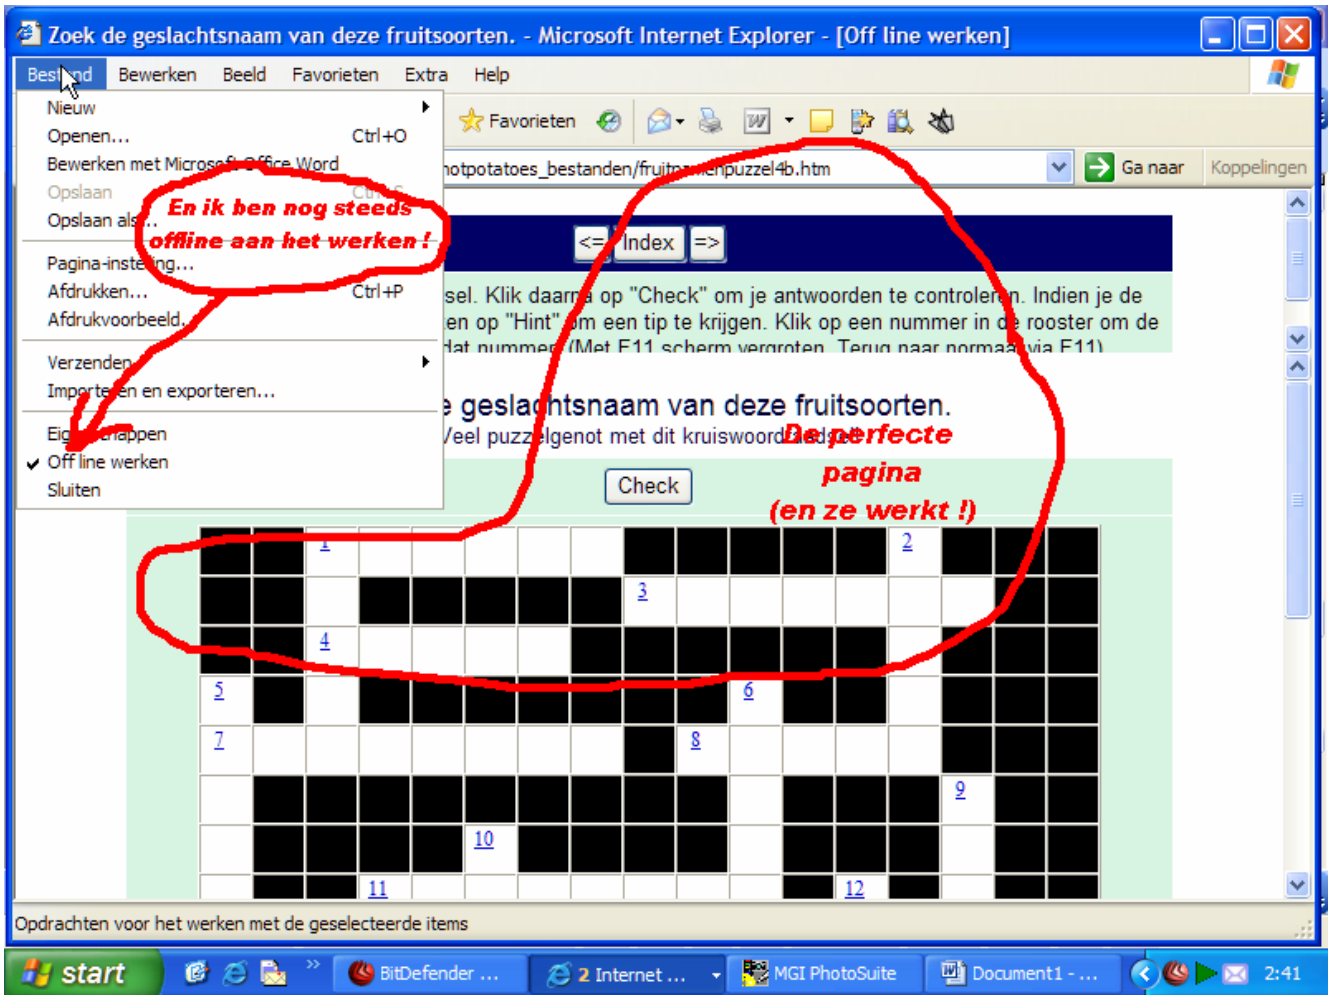 Zoek de geslachtsnaam van deze fruitsoorten. - Microsoft Internet Explorer - [Off line werken]
Bestand Bewerken Beeld Favorieten Extra Help
Nieuw
Openen... Ctrl+O
Bewerken met Microsoft Office Word
Opslaan Ctrl+S
Opslaan als...
Pagina-instelling...
Afdrukken... Ctrl+P
Afdrukvoorbeeld...
Verzenden
Importeren en exporteren...
Eigenschappen
Off line werken
Sluiten
En ik ben nog steeds
offline aan het werken !
Favorieten
hotpotatoes_bestanden/fruitnamenpuzzel4b.htm
Ga naar
Koppelingen
<= Index =>
sel. Klik daarna op "Check" om je antwoorden te controleren. Indien je de
en op "Hint" om een tip te krijgen. Klik op een nummer in de rooster om de
dat nummer. (Met F11 scherm vergroten. Terug naar normaal via F11)
e geslachtsnaam van deze fruitsoorten.
Veel puzzelgenot met dit kruiswoordraadsel!
De perfecte
pagina
(en ze werkt !)
Check
1 2
3
4
5 6
7 8
9
10
11 12
Opdrachten voor het werken met de geselecteerde items
start
BitDefender ...
2 Internet ...
MGI PhotoSuite
Document1 - ...
2:41